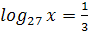 log₂₇ x = 1/3